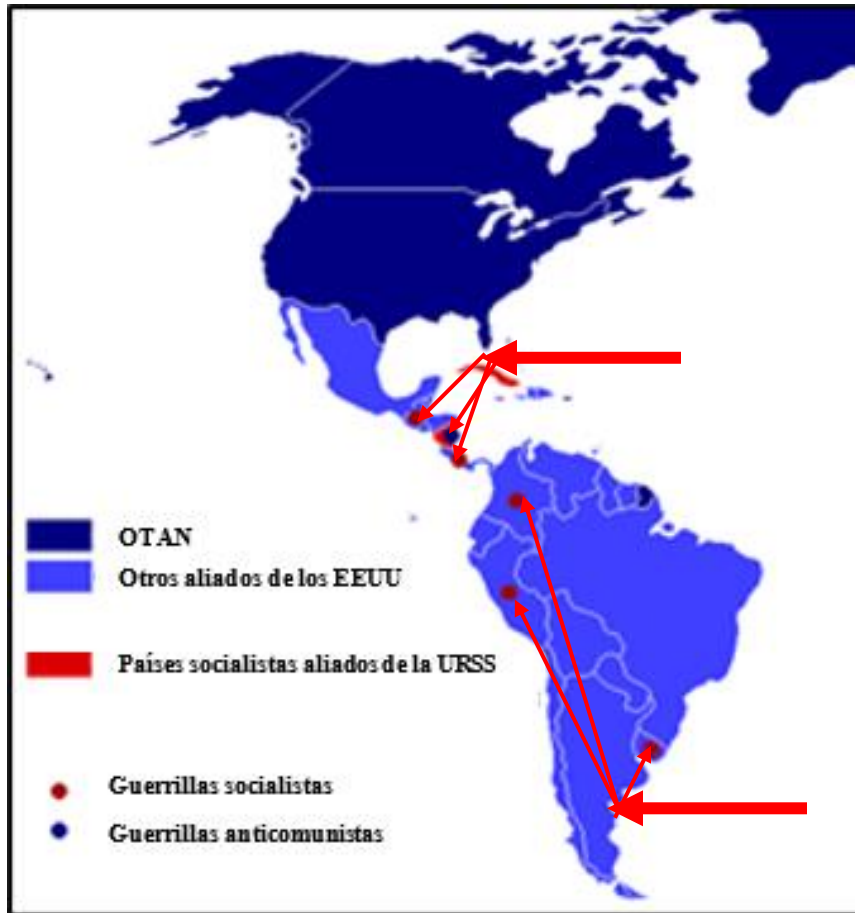 OTAN
Otros aliados de los EEUU
Países socialistas aliados de la URSS
Guerrillas socialistas
Guerrillas anticomunistas